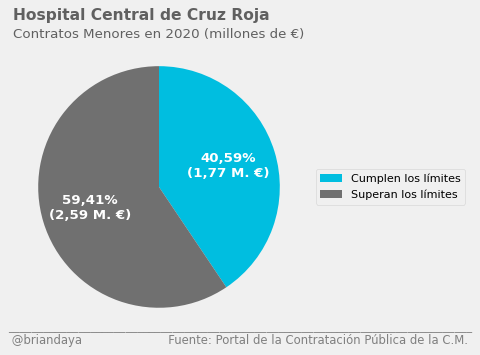 Hospital Central de Cruz Roja
Contratos Menores en 2020 (millones de €)
40,59%
(1,77 M. €)
59,41%
(2,59 M. €)
Cumplen los límites
Superan los límites
@briandaya
Fuente: Portal de la Contratación Pública de la C.M.